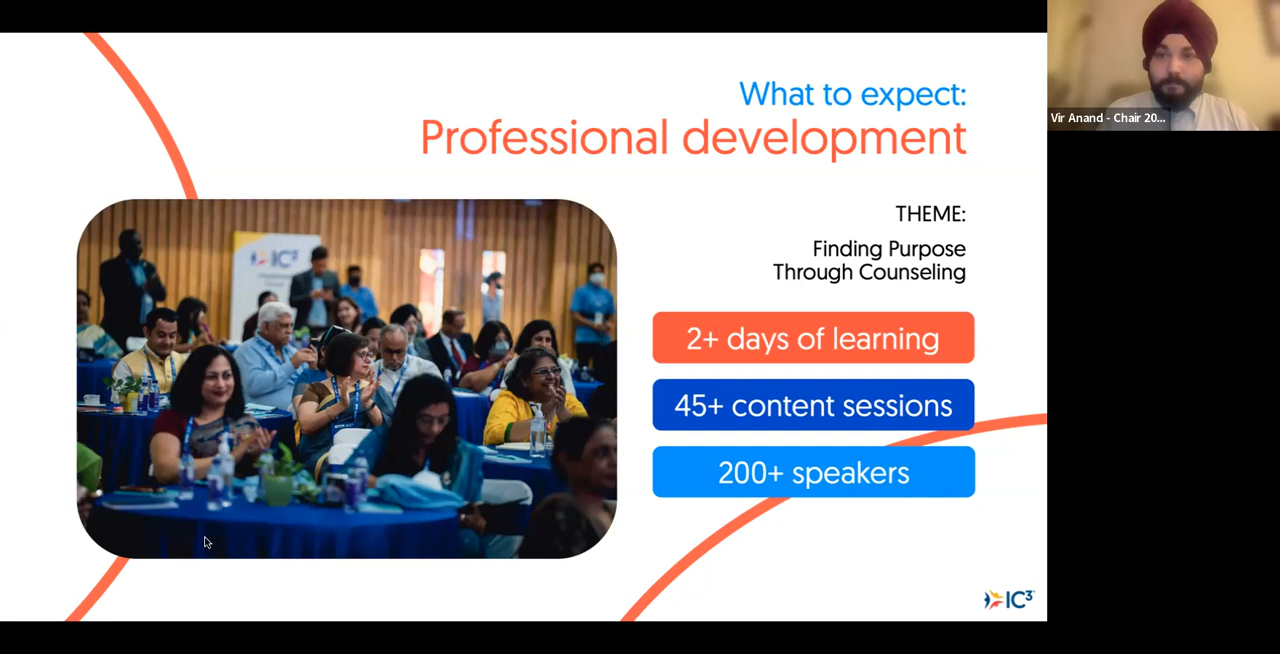 What to expect:
Professional development
THEME:
Finding Purpose
Through Counseling
2+ days of learning
45+ content sessions
200+ speakers
IC³
IC³
Vir Anand - Chair 20...